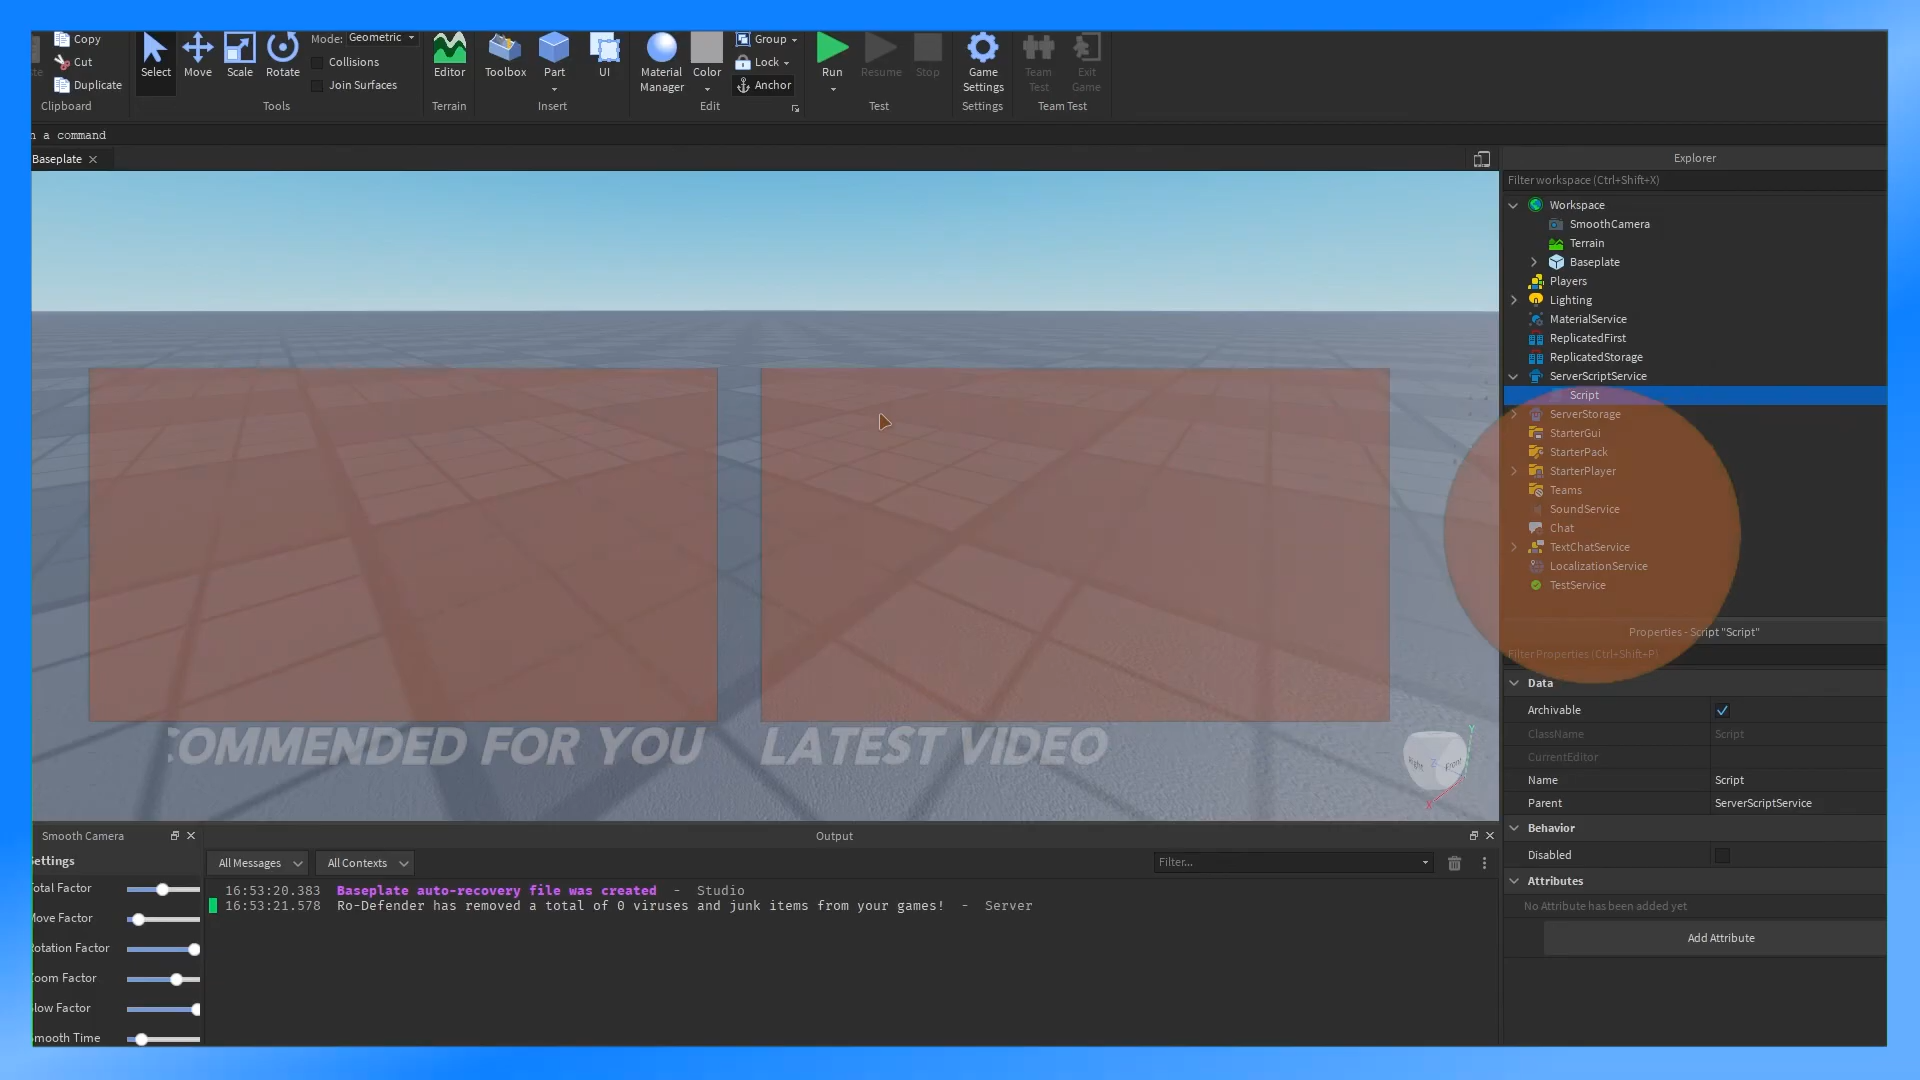 Copy
Cut
Duplicate
Clipboard
Select
Move
Scale
Rotate
Mode: Geometric
Collisions
Join Surfaces
Tools
Editor
Terrain
Toolbox
Part
UI
Insert
Material
Manager
Color
Group
Lock
Anchor
Edit
Run
Resume
Stop
Test
Game
Settings
Settings
Team
Test
Exit
Game
Team Test
n a command
Baseplate
Explorer
Filter workspace (Ctrl+Shift+X)
Workspace
SmoothCamera
Terrain
Baseplate
Players
Lighting
MaterialService
ReplicatedFirst
ReplicatedStorage
ServerScriptService
Script
ServerStorage
StarterGui
StarterPack
StarterPlayer
Teams
SoundService
Chat
TextChatService
LocalizationService
TestService
COMMENDED FOR YOU
LATEST VIDEO
Right
Front
Y
Z
X
Properties - Script "Script"
Filter Properties (Ctrl+Shift+P)
Data
Archivable
ClassName Script
CurrentEditor
Name Script
Parent ServerScriptService
Behavior
Disabled
Attributes
No Attribute has been added yet
Add Attribute
Smooth Camera
Settings
Total Factor
Move Factor
Rotation Factor
Zoom Factor
Slow Factor
Smooth Time
Output
All Messages
All Contexts
Filter...
16:53:20.383 Baseplate auto-recovery file was created - Studio
16:53:21.578 Ro-Defender has removed a total of 0 viruses and junk items from your games! - Server